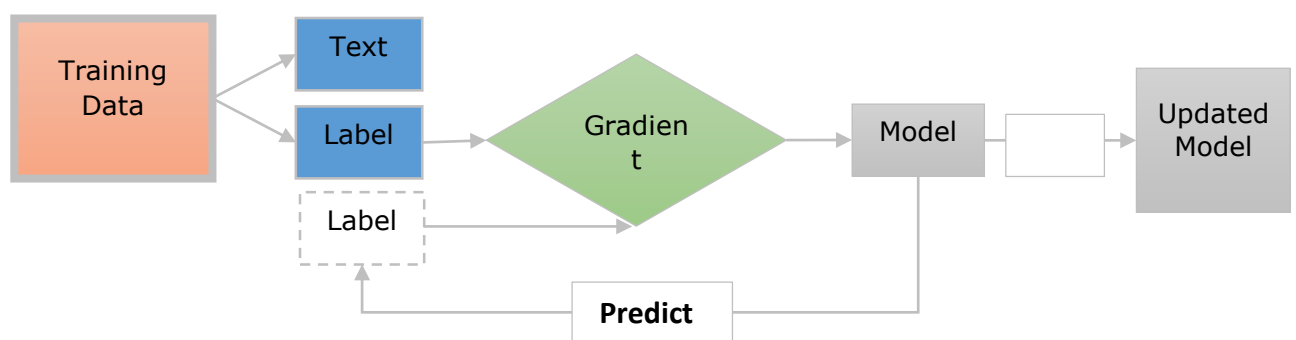 Training
Data
Text
Label
Label
Gradien
t
Model
Updated
Model
Predict